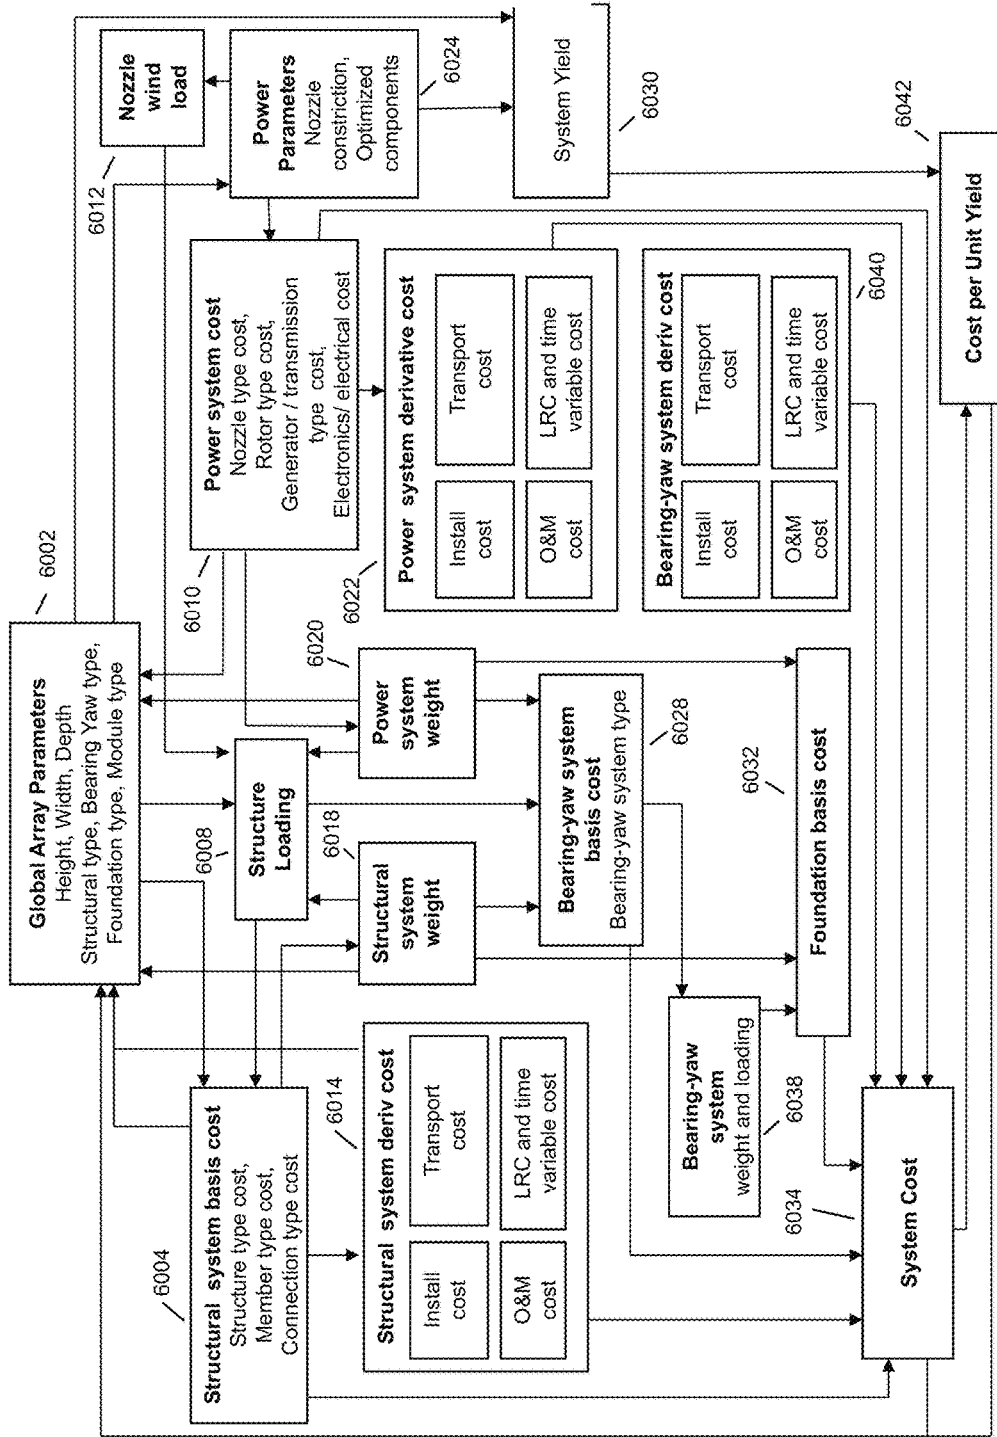 6002
Global Array Parameters
Height, Width, Depth
Structural type, Bearing Yaw type,
Foundation type, Module type
6012
Nozzle
wind
load
Power
Parameters Nozzle
constriction,
Optimized
components
6024
System Yield
6030
6004
Structural system basis cost
Structure type cost,
Member type cost,
Connection type cost
6008
Structure
Loading
6010
Power system cost
Nozzle type cost,
Rotor type cost,
Generator / transmission
type cost,
Electronics/ electrical cost
6014
Structural system deriv cost
Install
cost
Transport
cost
O&M
cost
LRC and time
variable cost
6018
Structural
system
weight
6020
Power
system
weight
6022
Power system derivative cost
Install
cost
Transport
cost
O&M
cost
LRC and time
variable cost
Bearing-yaw system
basis cost
Bearing-yaw system type
6028
Bearing-yaw system deriv cost
Install
cost
Transport
cost
O&M
cost
LRC and time
variable cost
6040
Bearing-yaw
system
weight and loading
6038
6032
Foundation basis cost
6034
System Cost
6042
Cost per Unit Yield